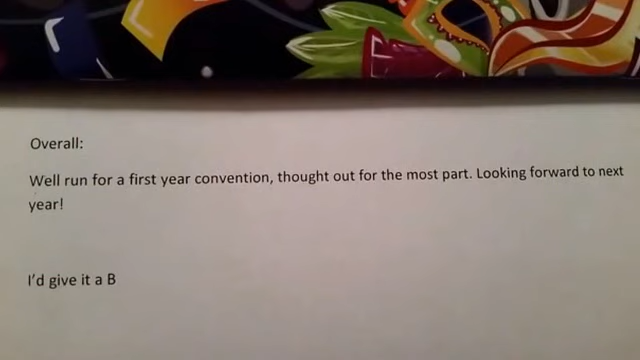 Overall:
Well run for a first year convention, thought out for the most part. Looking forward to next
year!
I'd give it a B